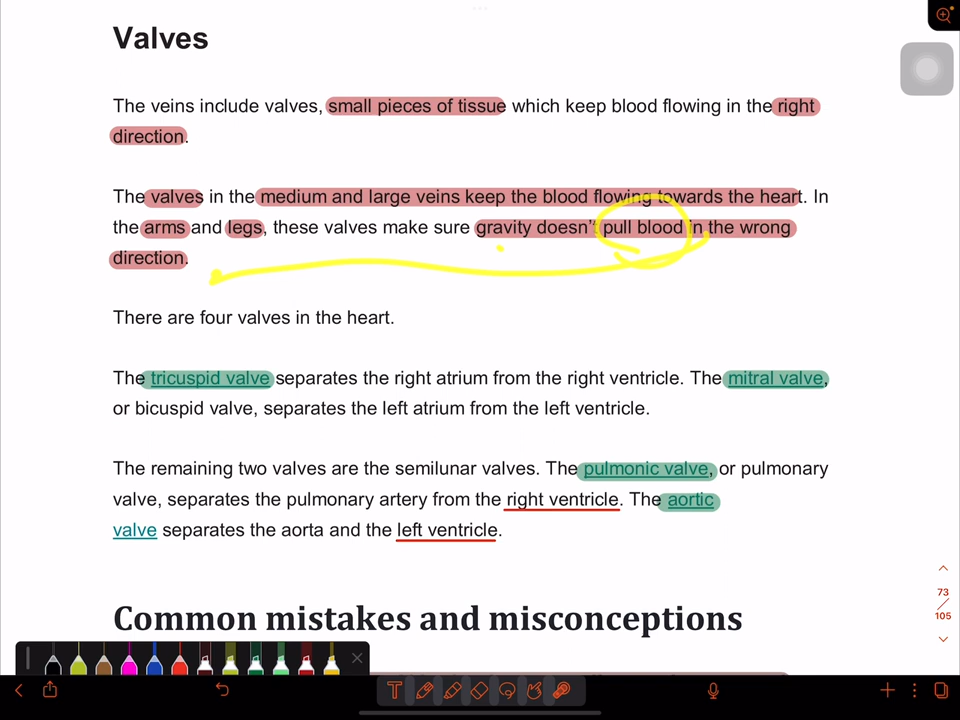 Valves
The veins include valves, small pieces of tissue which keep blood flowing in the right
direction.
The valves in the medium and large veins keep the blood flowing towards the heart. In
the arms and legs, these valves make sure gravity doesn't pull blood in the wrong
direction.
There are four valves in the heart.
The tricuspid valve separates the right atrium from the right ventricle. The mitral valve,
or bicuspid valve, separates the left atrium from the left ventricle.
The remaining two valves are the semilunar valves. The pulmonic valve, or pulmonary
valve, separates the pulmonary artery from the right ventricle. The aortic
valve separates the aorta and the left ventricle.
73
105
Common mistakes and misconceptions